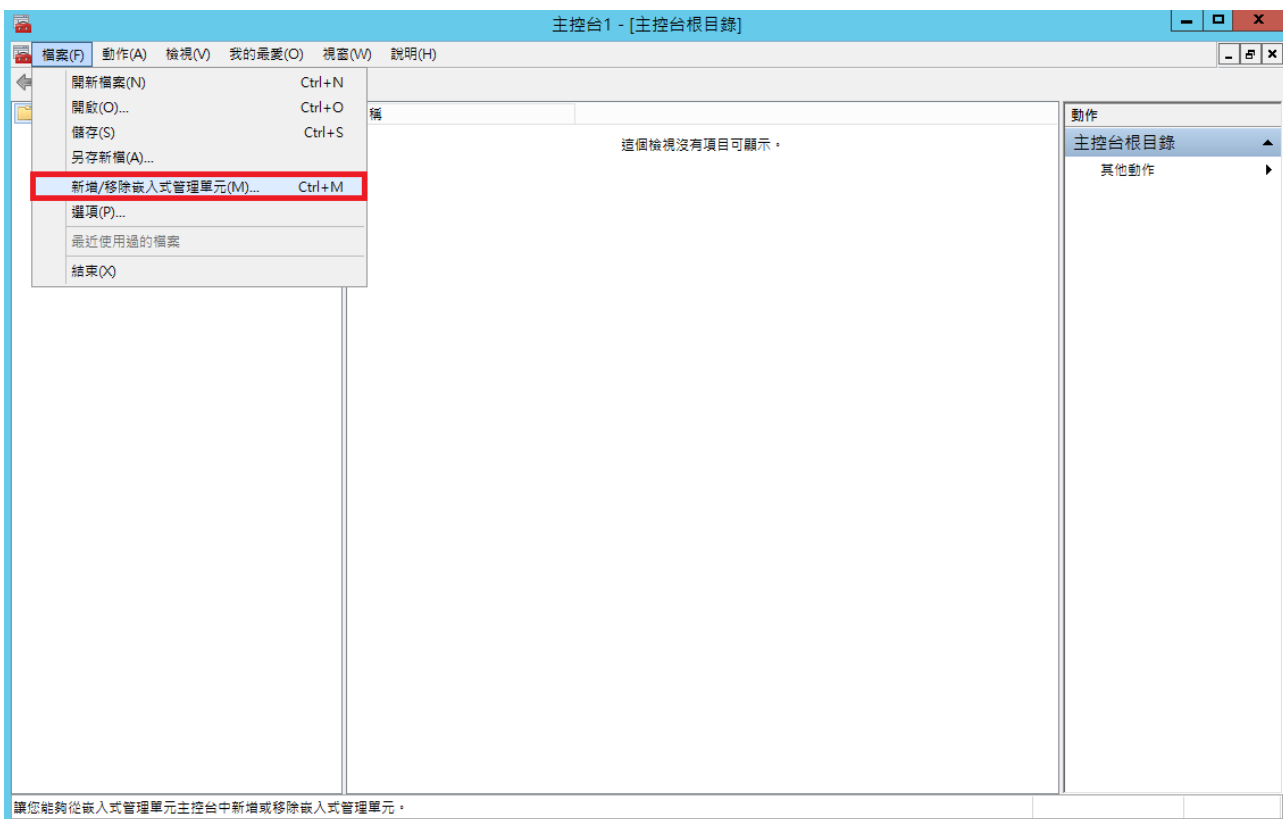 主控台1 - [主控台根目錄]
檔案(F) 動作(A) 檢視(V) 我的最愛(O) 視窗(W) 說明(H)
開新檔案(N) Ctrl+N
開啟(O)... Ctrl+O
儲存(S) Ctrl+S
另存新檔(A)...
新增/移除嵌入式管理單元(M)... Ctrl+M
選項(P)...
最近使用過的檔案
結束(X)
稱
這個檢視沒有項目可顯示。
動作
主控台根目錄
其他動作
讓您能夠從嵌入式管理單元主控台中新增或移除嵌入式管理單元。